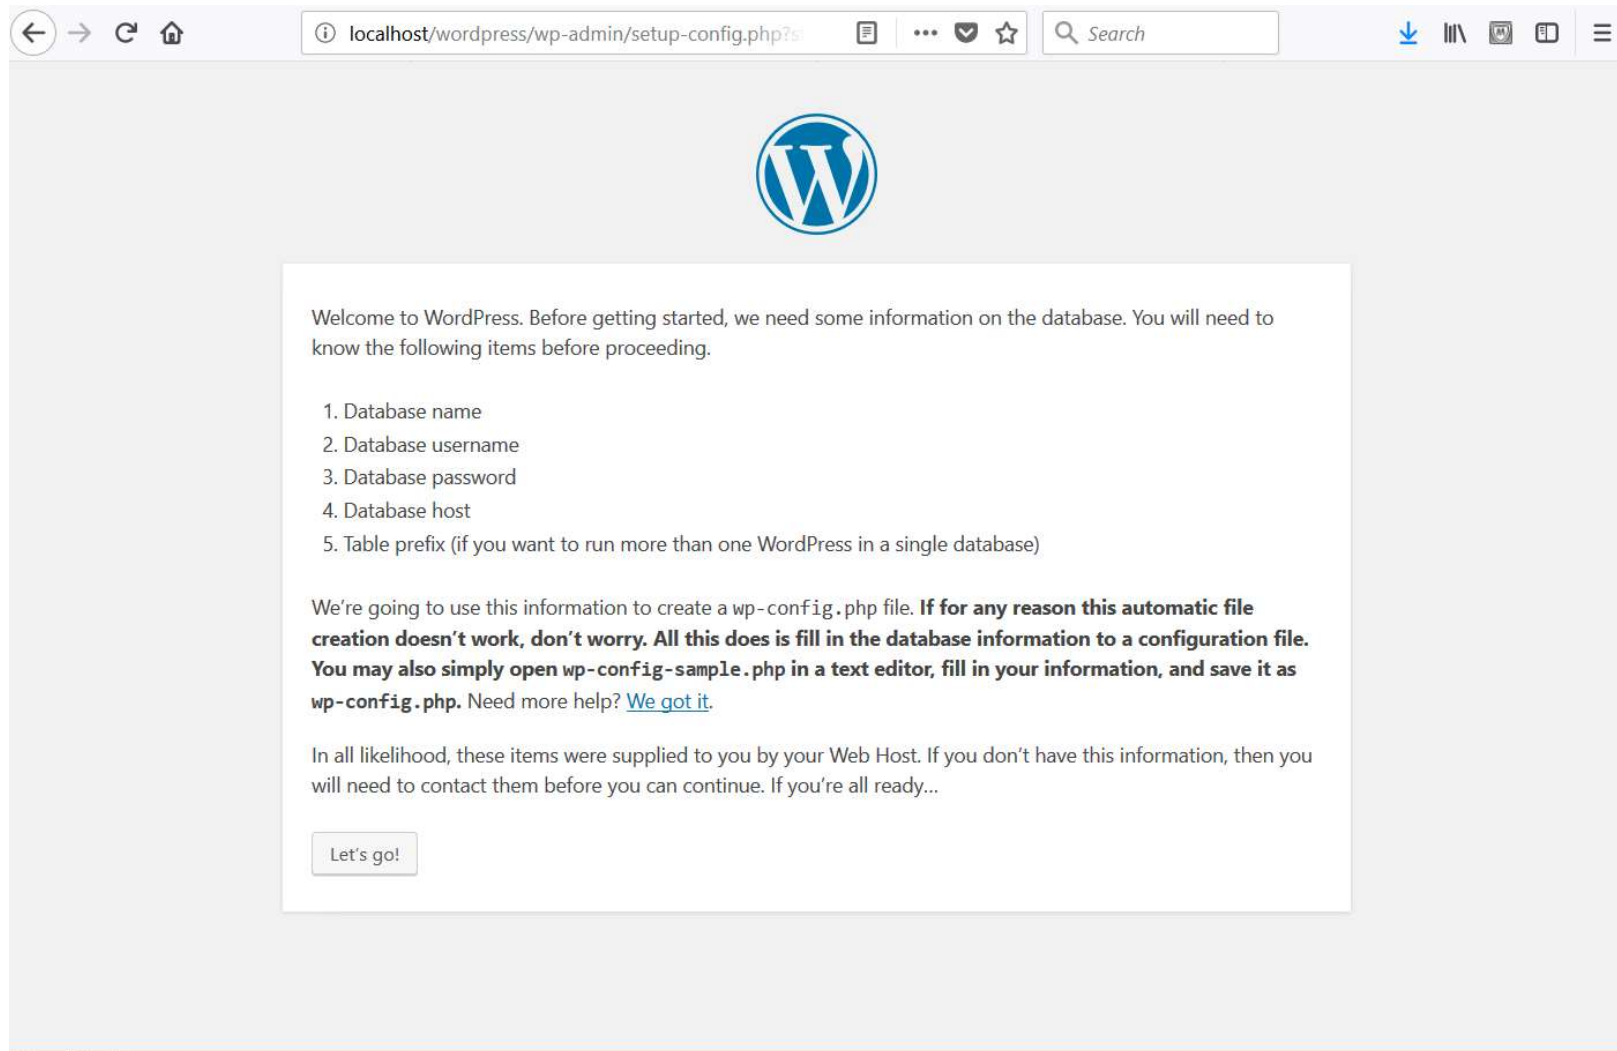 localhost/wordpress/wp-admin/setup-config.php?s
Search
Welcome to WordPress. Before getting started, we need some information on the database. You will need to
know the following items before proceeding.
1. Database name
2. Database username
3. Database password
4. Database host
5. Table prefix (if you want to run more than one WordPress in a single database)
We’re going to use this information to create a wp-config.php file. If for any reason this automatic file
creation doesn’t work, don’t worry. All this does is fill in the database information to a configuration file.
You may also simply open wp-config-sample.php in a text editor, fill in your information, and save it as
wp-config.php. Need more help? We got it.
In all likelihood, these items were supplied to you by your Web Host. If you don’t have this information, then you
will need to contact them before you can continue. If you’re all ready…
Let’s go!